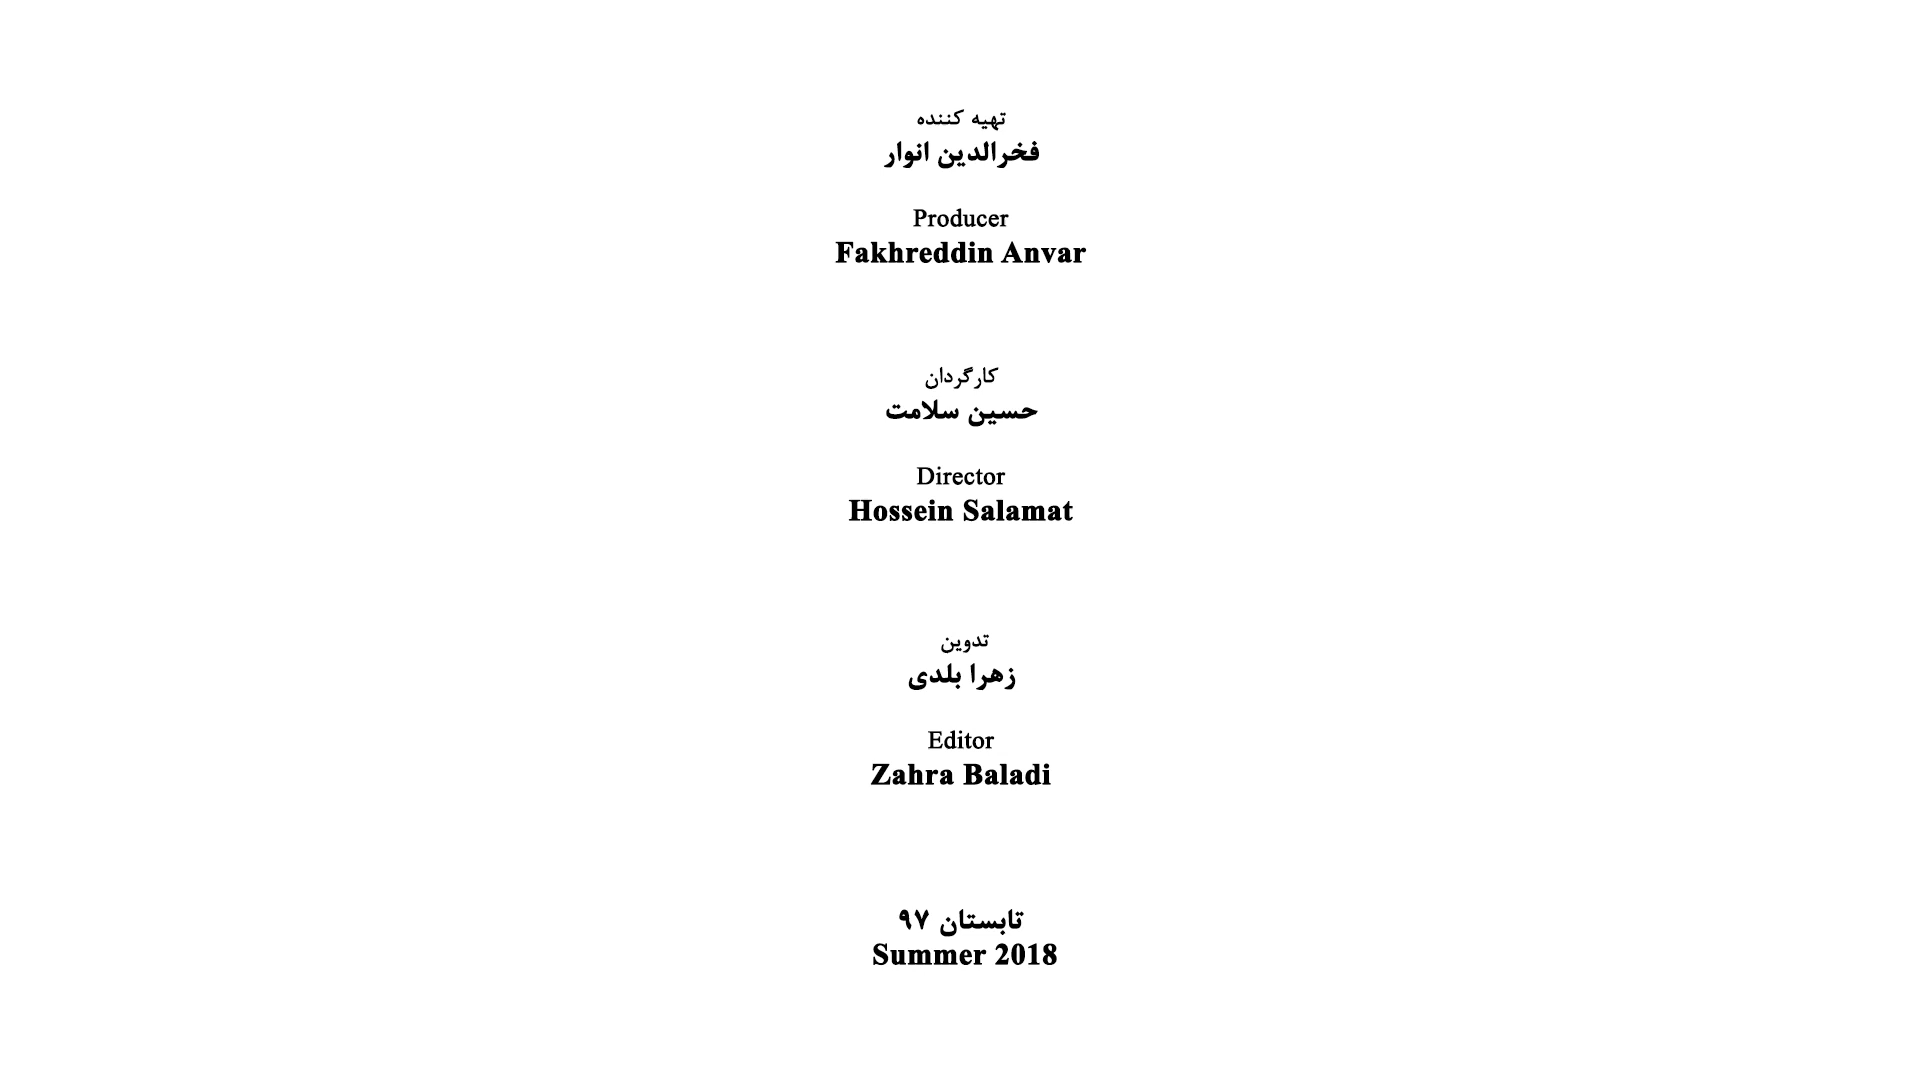 تهیه کننده
فخرالدین انوار
Producer
Fakhreddin Anvar
کارگردان
حسین سلامت
Director
Hossein Salamat
تدوین
زهرا بلدی
Editor
Zahra Baladi
تابستان ۹۷
Summer 2018